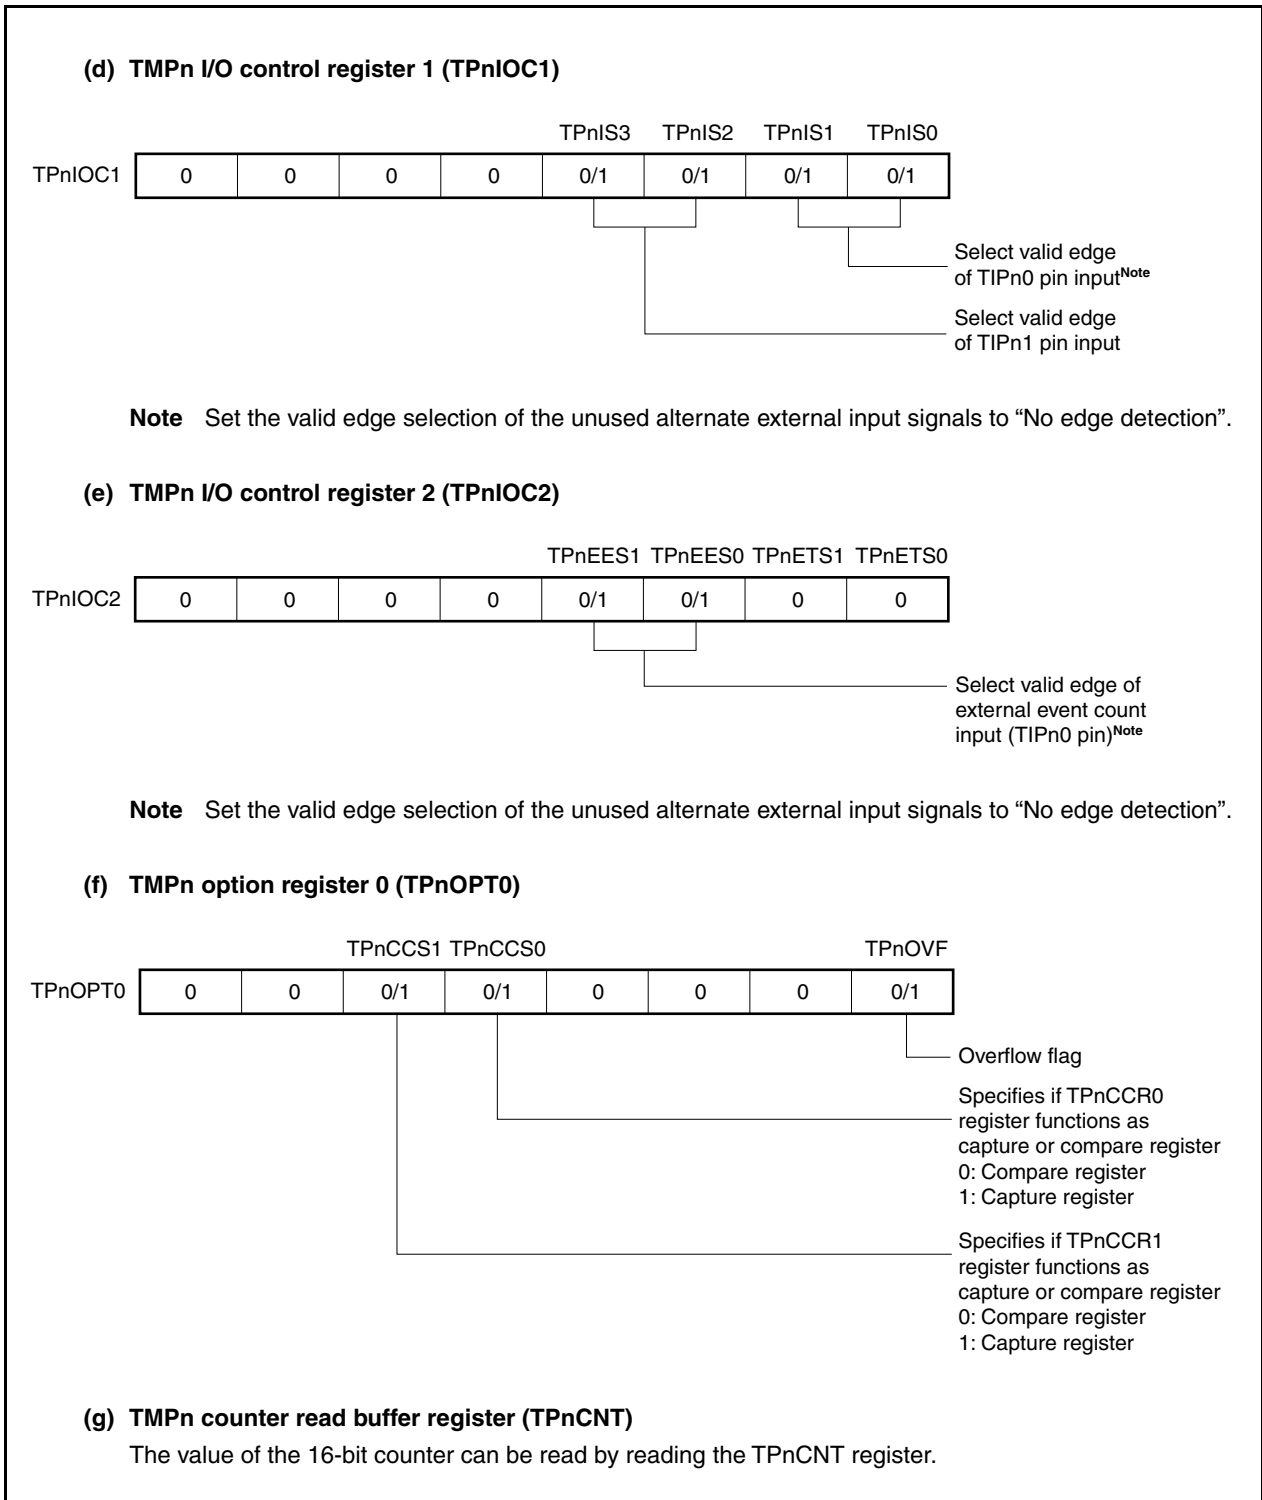 (d) TMPn I/O control register 1 (TPnIOC1)
TPnIS3 TPnIS2 TPnIS1 TPnIS0
TPnIOC1 0 0 0 0 0/1 0/1 0/1 0/1
Select valid edge
of TIPn0 pin inputNote
Select valid edge
of TIPn1 pin input
Note Set the valid edge selection of the unused alternate external input signals to “No edge detection”.
(e) TMPn I/O control register 2 (TPnIOC2)
TPnEES1 TPnEES0 TPnETS1 TPnETS0
TPnIOC2 0 0 0 0 0/1 0/1 0 0
Select valid edge of
external event count
input (TIPn0 pin)Note
Note Set the valid edge selection of the unused alternate external input signals to “No edge detection”.
(f) TMPn option register 0 (TPnOPT0)
TPnCCS1 TPnCCS0 TPnOVF
TPnOPT0 0 0 0/1 0/1 0 0 0 0/1
Overflow flag
Specifies if TPnCCR0
register functions as
capture or compare register
0: Compare register
1: Capture register
Specifies if TPnCCR1
register functions as
capture or compare register
0: Compare register
1: Capture register
(g) TMPn counter read buffer register (TPnCNT)
The value of the 16-bit counter can be read by reading the TPnCNT register.